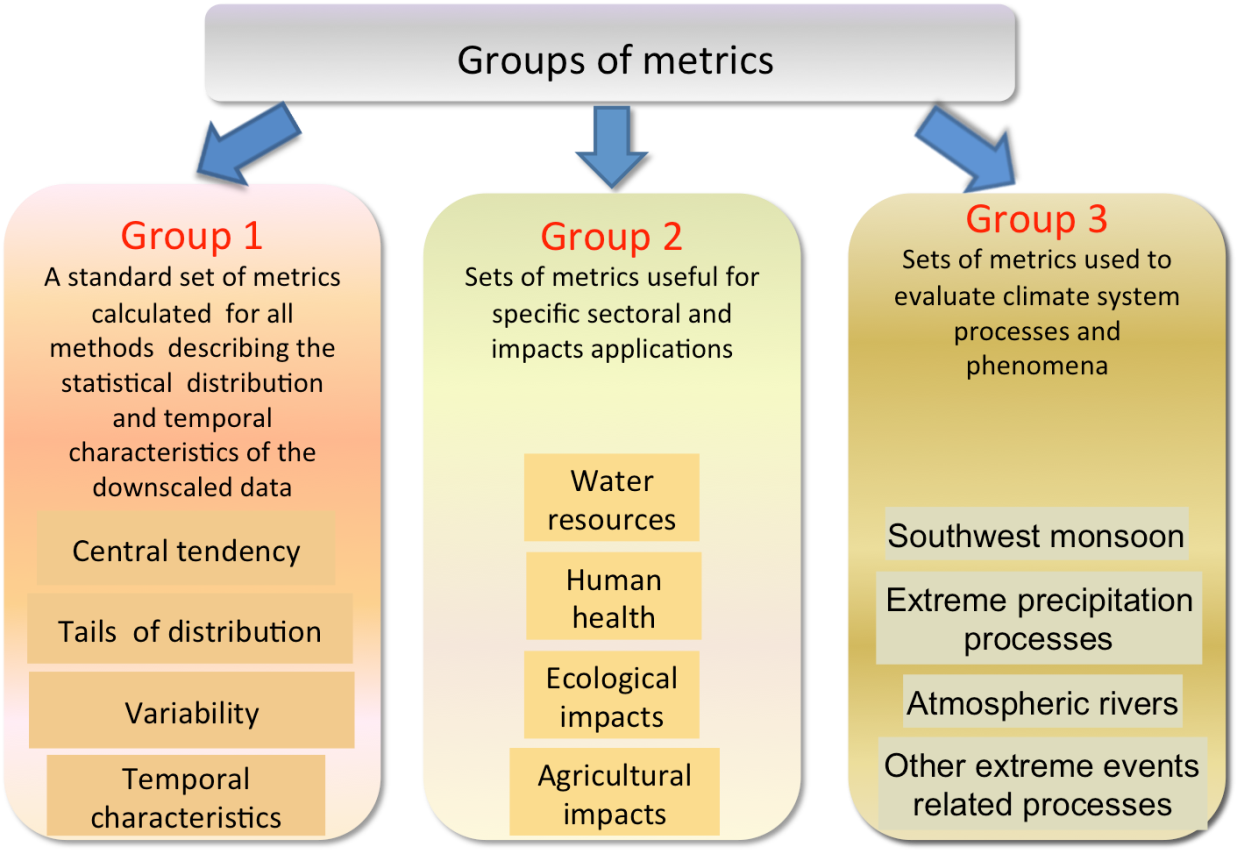 Groups of metrics
Group 1
A standard set of metrics
calculated for all
methods describing the
statistical distribution
and temporal
characteristics of the
downscaled data
Central tendency
Tails of distribution
Variability
Temporal
characteristics
Group 2
Sets of metrics useful for
specific sectoral and
impacts applications
Water
resources
Human
health
Ecological
impacts
Agricultural
impacts
Group 3
Sets of metrics used to
evaluate climate system
processes and
phenomena
Southwest monsoon
Extreme precipitation
processes
Atmospheric rivers
Other extreme events
related processes